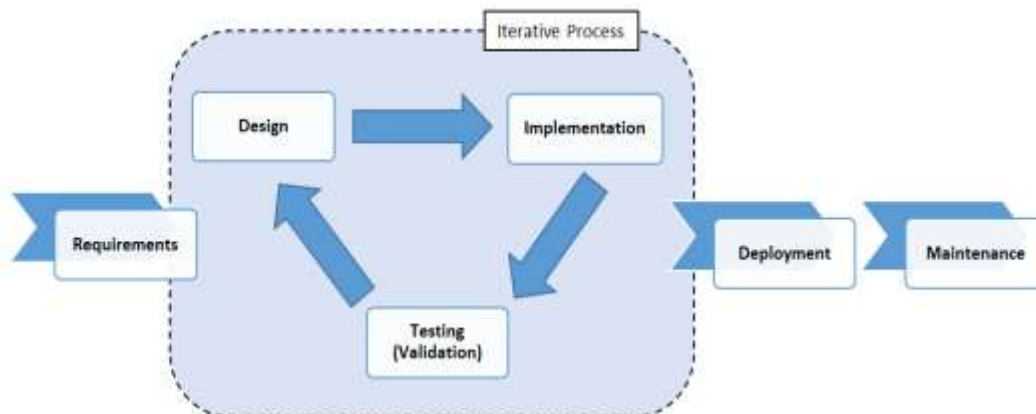 Iterative Process
Design
Implementation
Requirements
Deployment
Maintenance
Testing
(Validation)